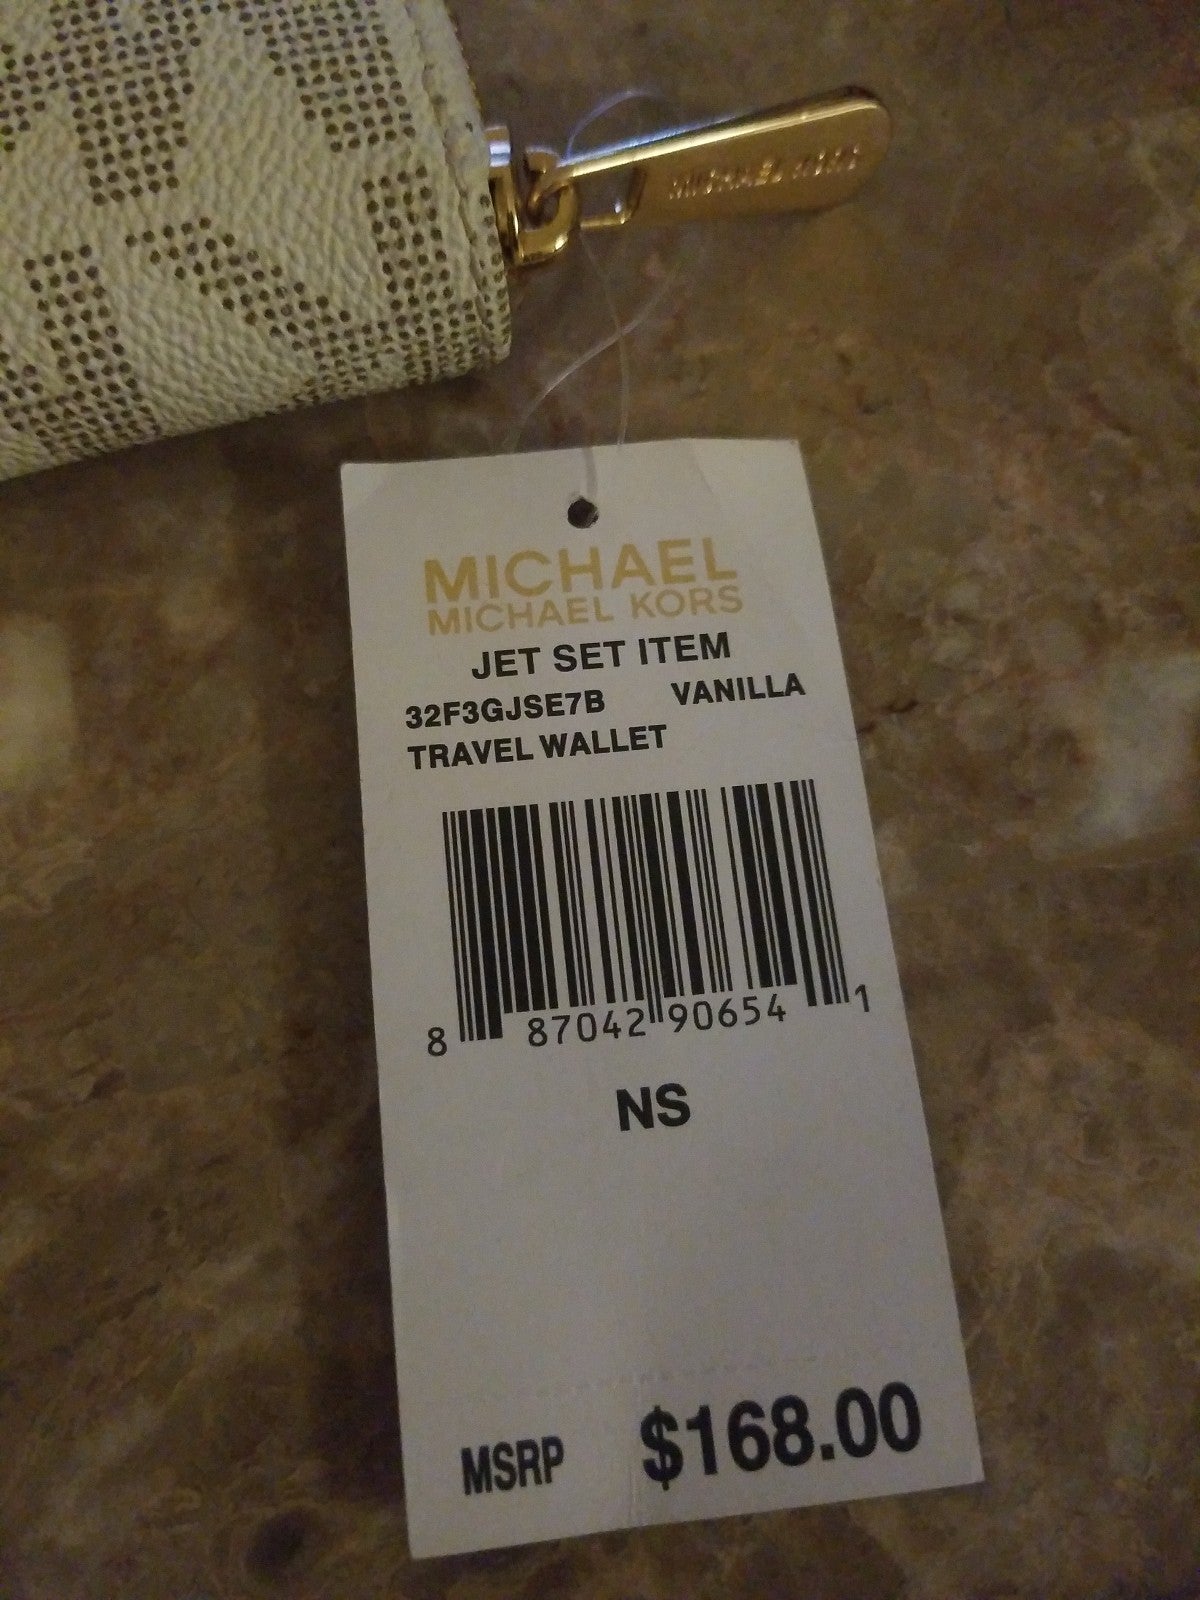 MICHAEL KORS
MICHAEL
MICHAEL KORS
JET SET ITEM
32F3GJSE7B VANILLA
TRAVEL WALLET
8 87042 90654 1
NS
MSRP $168.00